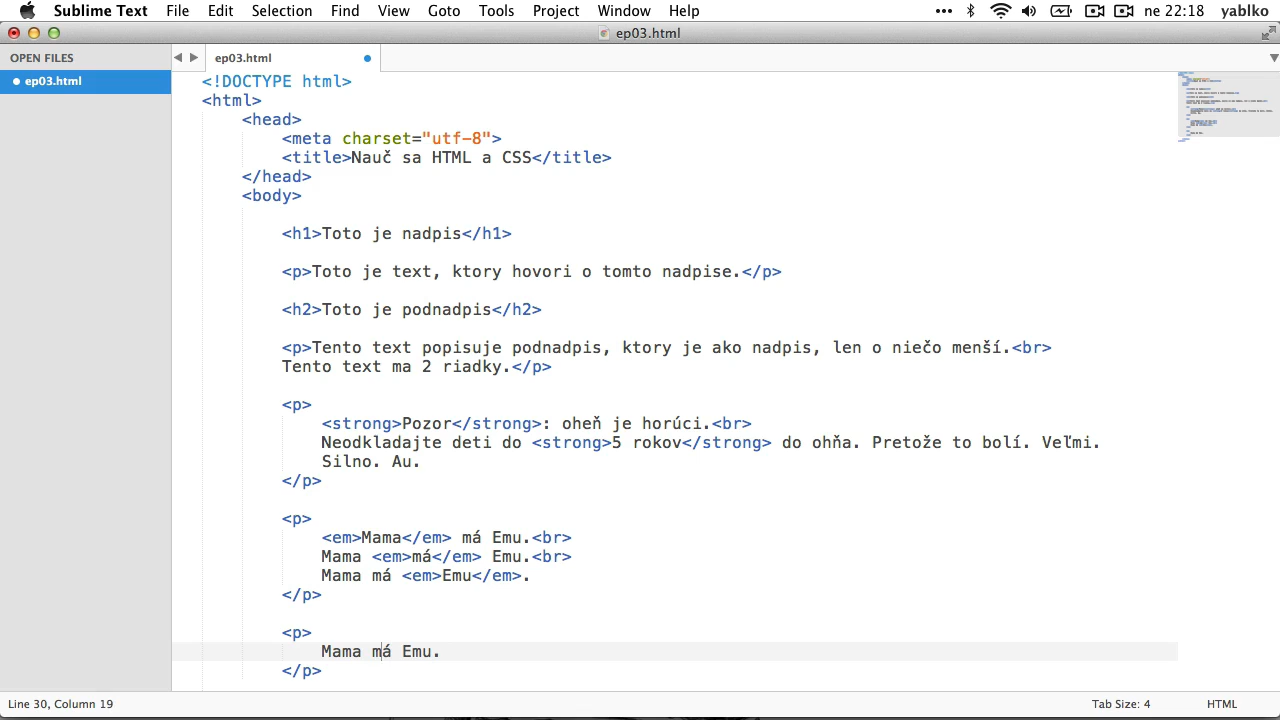 Sublime Text File Edit Selection Find View Goto Tools Project Window Help ne 22:18 yablko
ep03.html
OPEN FILES
ep03.html
ep03.html
<!DOCTYPE html>
<html>
<head>
<meta charset="utf-8">
<title>Nauč sa HTML a CSS</title>
</head>
<body>
<h1>Toto je nadpis</h1>
<p>Toto je text, ktory hovori o tomto nadpise.</p>
<h2>Toto je podnadpis</h2>
<p>Tento text popisuje podnadpis, ktory je ako nadpis, len o niečo menší.<br>
Tento text ma 2 riadky.</p>
<p>
<strong>Pozor</strong>: oheň je horúci.<br>
Neodkladajte deti do <strong>5 rokov</strong> do ohňa. Pretože to bolí. Veľmi.
Silno. Au.
</p>
<p>
<em>Mama</em> má Emu.<br>
Mama <em>má</em> Emu.<br>
Mama má <em>Emu</em>.
</p>
<p>
Mama má Emu.
</p>
Line 30, Column 19
Tab Size: 4
HTML